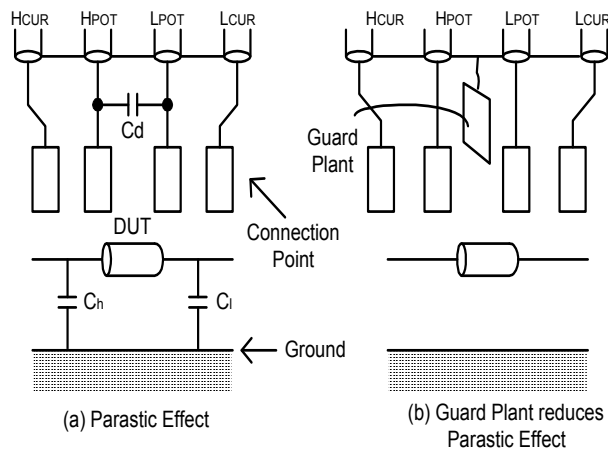 HCUR HPOT LPOT LCUR
HCUR HPOT LPOT LCUR
Cd
Guard
Plant
DUT
Connection
Point
Ch
Cl
Ground
(a) Parastic Effect
(b) Guard Plant reduces
Parastic Effect